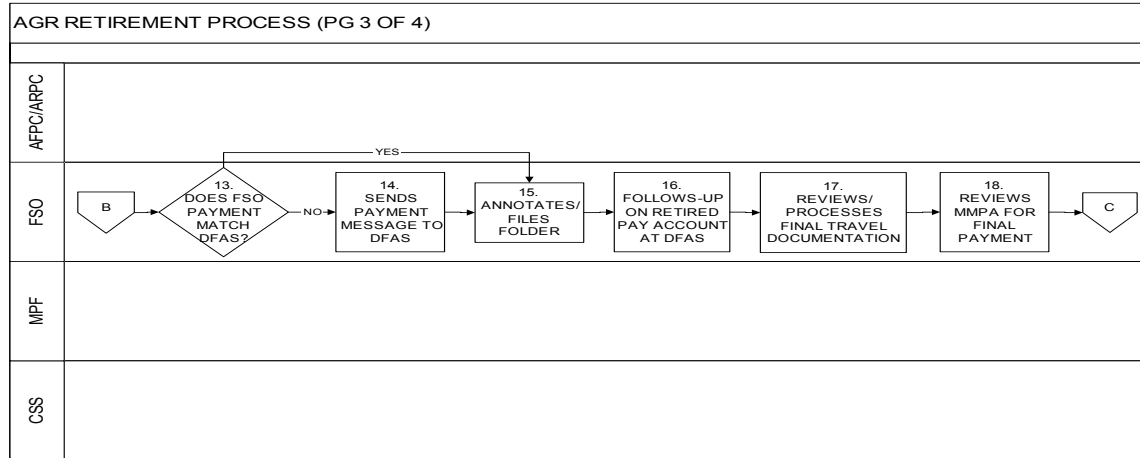 AGR RETIREMENT PROCESS (PG 3 OF 4)
AFPC/ARPC
YES
FSO
B
13.
DOES FSO
PAYMENT
MATCH
DFAS?
NO
14.
SENDS
PAYMENT
MESSAGE TO
DFAS
15.
ANNOTATES/
FILES
FOLDER
16.
FOLLOWS-UP
ON RETIRED
PAY ACCOUNT
AT DFAS
17.
REVIEWS/
PROCESSES
FINAL TRAVEL
DOCUMENTATION
18.
REVIEWS
MMPA FOR
FINAL
PAYMENT
C
MPF
CSS